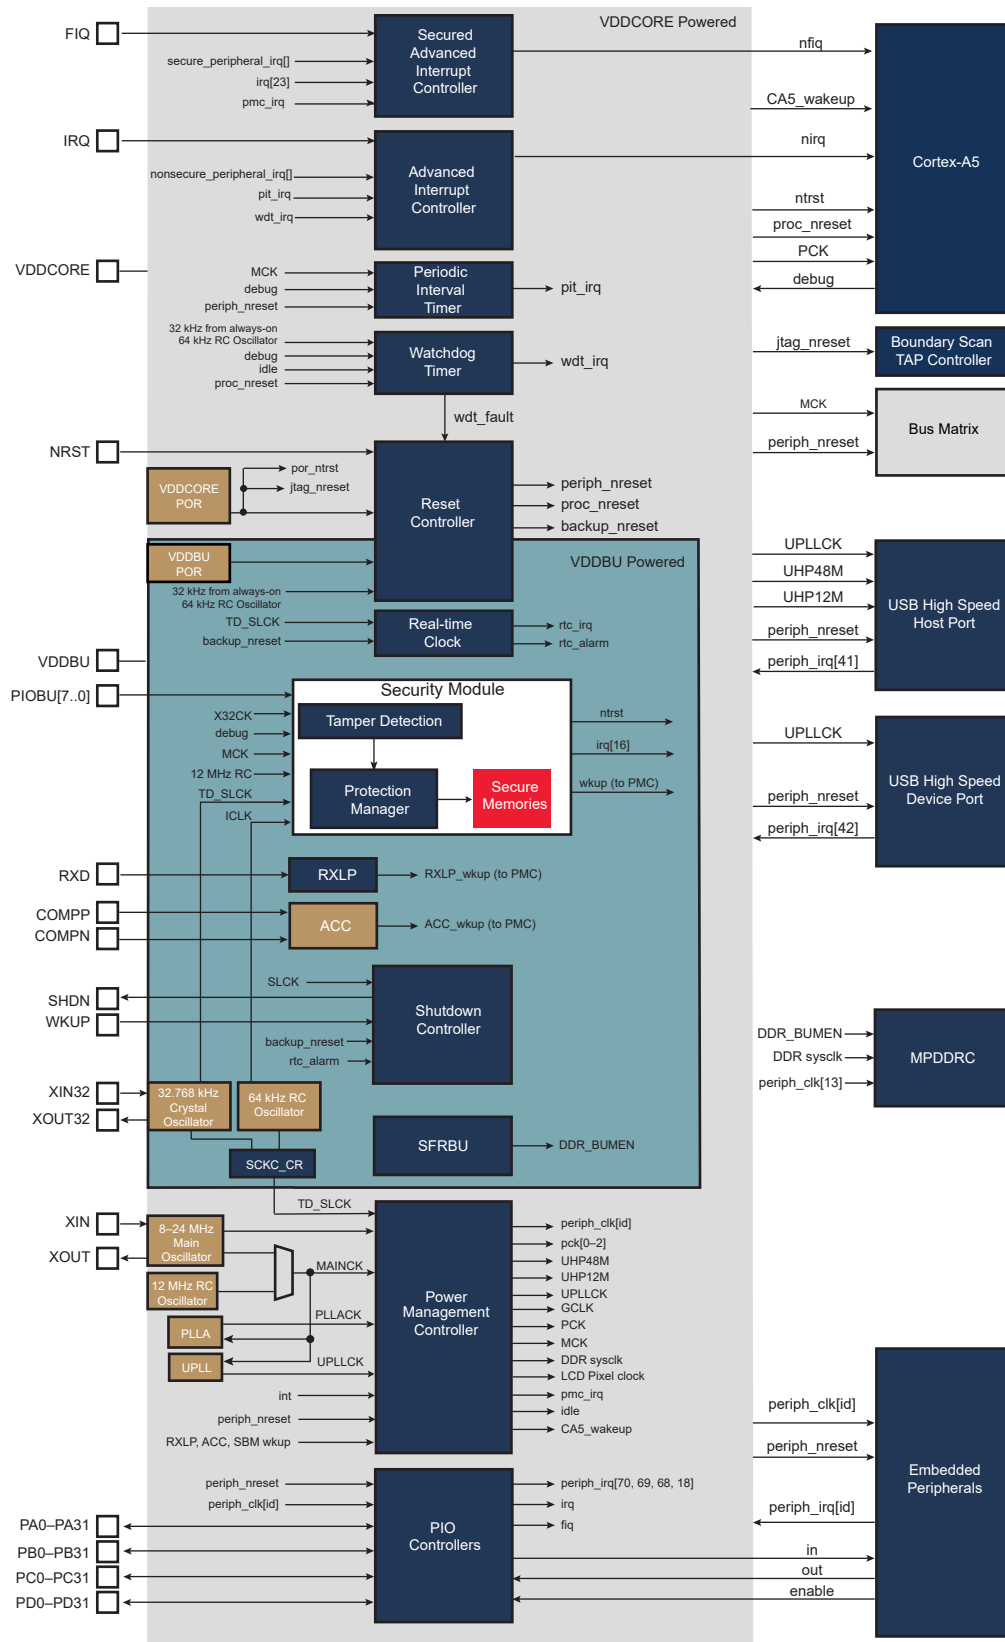 VDDCORE Powered
FIQ
Secured
Advanced
Interrupt
Controller
secure_peripheral_irq[]
irq[23]
pmc_irq
nfiq
CA5_wakeup
IRQ
nonsecure_peripheral_irq[]
pit_irq
wdt_irq
Advanced
Interrupt
Controller
nirq
Cortex-A5
ntrst
proc_nreset
PCK
debug
VDDCORE
MCK
debug
periph_nreset
Periodic
Interval
Timer
pit_irq
32 kHz from always-on
64 kHz RC Oscillator
debug
idle
proc_nreset
Watchdog
Timer
wdt_irq
wdt_fault
jtag_nreset
Boundary Scan
TAP Controller
MCK
periph_nreset
Bus Matrix
NRST
VDDCORE
POR
por_ntrst
jtag_nreset
Reset
Controller
periph_nreset
proc_nreset
backup_nreset
VDDBU Powered
VDDBU
POR
32 kHz from always-on
64 kHz RC Oscillator
UPLLCK
UHP48M
UHP12M
periph_nreset
periph_irq[41]
USB High Speed
Host Port
TD_SLCK
backup_nreset
Real-time
Clock
rtc_irq
rtc_alarm
VDDBU
PIOBU[7..0]
Security Module
X32CK
debug
MCK
12 MHz RC
TD_SLCK
ICLK
Tamper Detection
Protection
Manager
Secure
Memories
ntrst
irq[16]
wkup (to PMC)
UPLLCK
periph_nreset
periph_irq[42]
USB High Speed
Device Port
RXD
RXLP
RXLP_wkup (to PMC)
COMPP
COMPN
ACC
ACC_wkup (to PMC)
SHDN
WKUP
SLCK
backup_nreset
rtc_alarm
Shutdown
Controller
DDR_BUMEN
DDR sysclk
periph_clk[13]
MPDDRC
XIN32
XOUT32
32.768 kHz
Crystal
Oscillator
64 kHz RC
Oscillator
SCKC_CR
SFRBU
DDR_BUMEN
TD_SLCK
XIN
XOUT
8–24 MHz
Main
Oscillator
12 MHz RC
Oscillator
MAINCK
PLLACK
PLLA
UPLL
UPLLCK
int
periph_nreset
RXLP, ACC, SBM wkup
Power
Management
Controller
periph_clk[id]
pck[0–2]
UHP48M
UHP12M
UPLLCK
GCLK
PCK
MCK
DDR sysclk
LCD Pixel clock
pmc_irq
idle
CA5_wakeup
periph_clk[id]
periph_nreset
periph_irq[id]
Embedded
Peripherals
in
out
enable
periph_nreset
periph_clk[id]
PIO
Controllers
periph_irq[70, 69, 68, 18]
irq
fiq
PA0–PA31
PB0–PB31
PC0–PC31
PD0–PD31